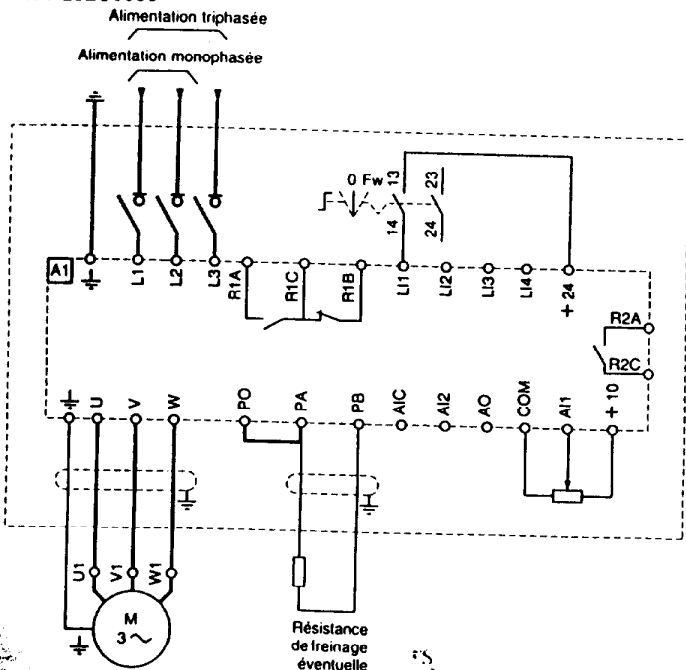 Alimentation triphasée
Alimentation monophasée
0 Fw
13
23
14
24
A1
L1
L2
L3
R1A
R1C
R1B
LI1
LI2
LI3
LI4
+ 24
R2A
R2C
U
V
W
PO
PA
PB
AIC
AI2
AO
COM
AI1
+ 10
U1
V1
W1
M
3 ~
Résistance
de freinage
éventuelle